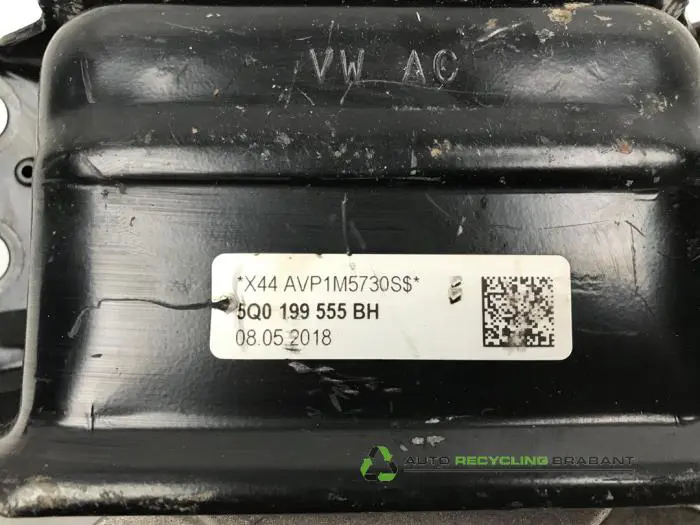 VW AC
*X44 AVP1M5730S$*
5Q0 199 555 BH
08.05.2018
AUTO RECYCLING BRABANT